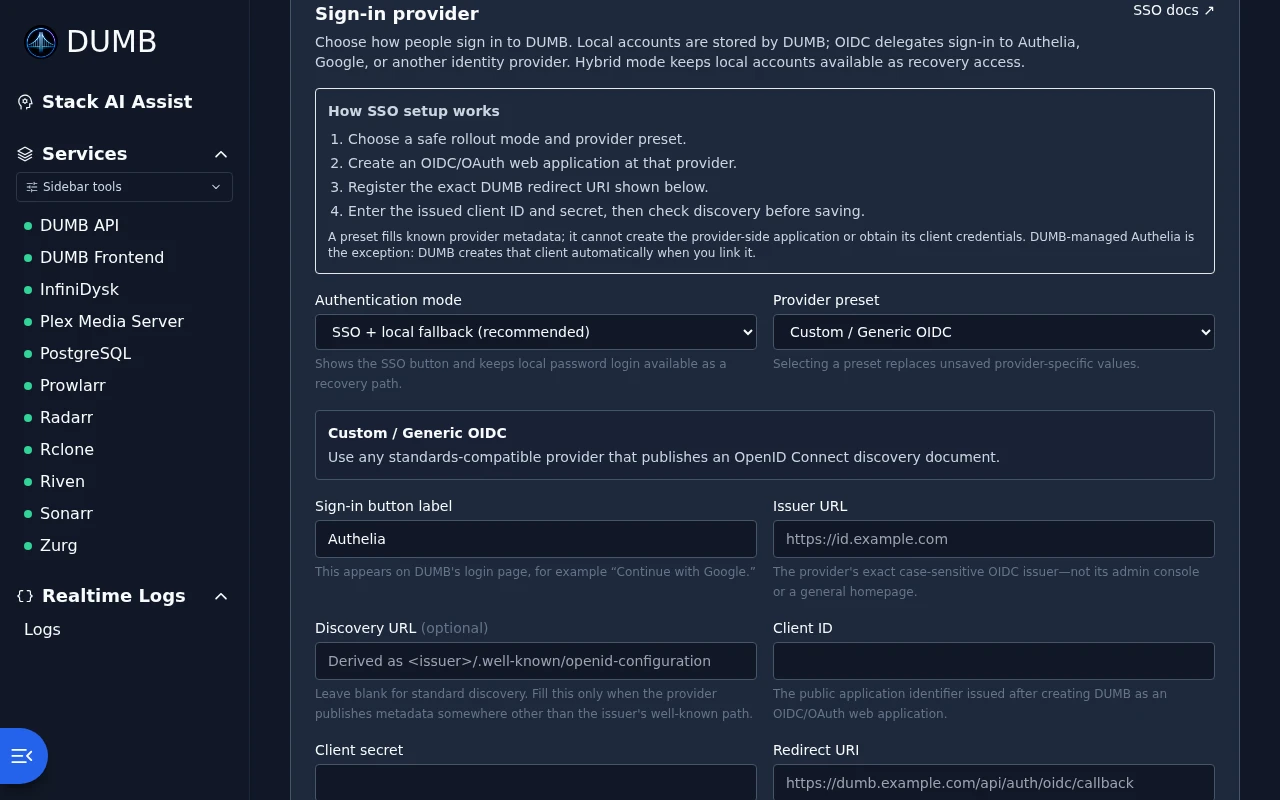 DUMB
Stack AI Assist
Services
Sidebar tools
DUMB API
DUMB Frontend
InfiniDysk
Plex Media Server
PostgreSQL
Prowlarr
Radarr
Rclone
Riven
Sonarr
Zurg
Realtime Logs
Logs
Sign-in provider
SSO docs ↗
Choose how people sign in to DUMB. Local accounts are stored by DUMB; OIDC delegates sign-in to Authelia,
Google, or another identity provider. Hybrid mode keeps local accounts available as recovery access.
How SSO setup works
1. Choose a safe rollout mode and provider preset.
2. Create an OIDC/OAuth web application at that provider.
3. Register the exact DUMB redirect URI shown below.
4. Enter the issued client ID and secret, then check discovery before saving.
A preset fills known provider metadata; it cannot create the provider-side application or obtain its client credentials. DUMB-managed Authelia is
the exception: DUMB creates that client automatically when you link it.
Authentication mode
SSO + local fallback (recommended)
Shows the SSO button and keeps local password login available as a
recovery path.
Provider preset
Custom / Generic OIDC
Selecting a preset replaces unsaved provider-specific values.
Custom / Generic OIDC
Use any standards-compatible provider that publishes an OpenID Connect discovery document.
Sign-in button label
Authelia
This appears on DUMB's login page, for example “Continue with Google.”
Issuer URL
https://id.example.com
The provider's exact case-sensitive OIDC issuer—not its admin console
or a general homepage.
Discovery URL (optional)
Derived as <issuer>/.well-known/openid-configuration
Leave blank for standard discovery. Fill this only when the provider
publishes metadata somewhere other than the issuer's well-known path.
Client ID
The public application identifier issued after creating DUMB as an
OIDC/OAuth web application.
Client secret
Redirect URI
https://dumb.example.com/api/auth/oidc/callback